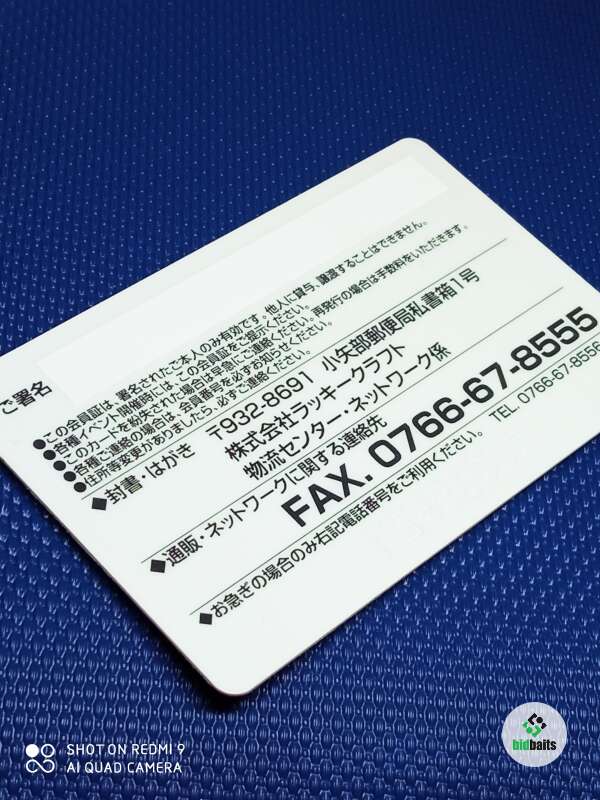 ご署名
●この会員証は、署名されたご本人のみ有効です。他人に貸与、譲渡することはできません。
●各種イベント開催時には、この会員証をご提示ください。
●このカードを紛失された場合は早急にご連絡ください。再発行の場合は手数料をいただきます。
●各種ご連絡の場合は、会員番号を必ずお知らせください。
●住所等変更がありましたら、必ずご連絡ください。
◆封書・はがき 〒932-8691 小矢部郵便局私書箱1号
株式会社ラッキークラフト
物流センター・ネットワーク係
◆通販・ネットワークに関する連絡先
FAX. 0766-67-8555
◆お急ぎの場合のみ右記電話番号をご利用ください。 TEL. 0766-67-8556
SHOT ON REDMI 9
AI QUAD CAMERA
bidbaits